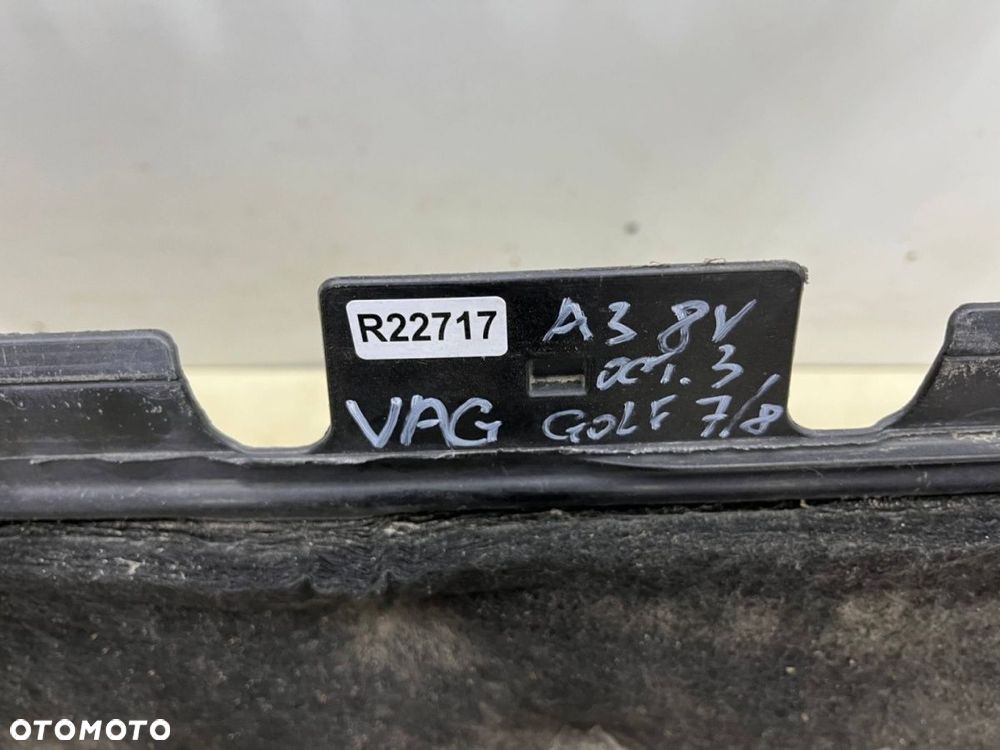 R22717
A3 8V
OCT. 3
VAG GOLF 7/8
OTOMOTO